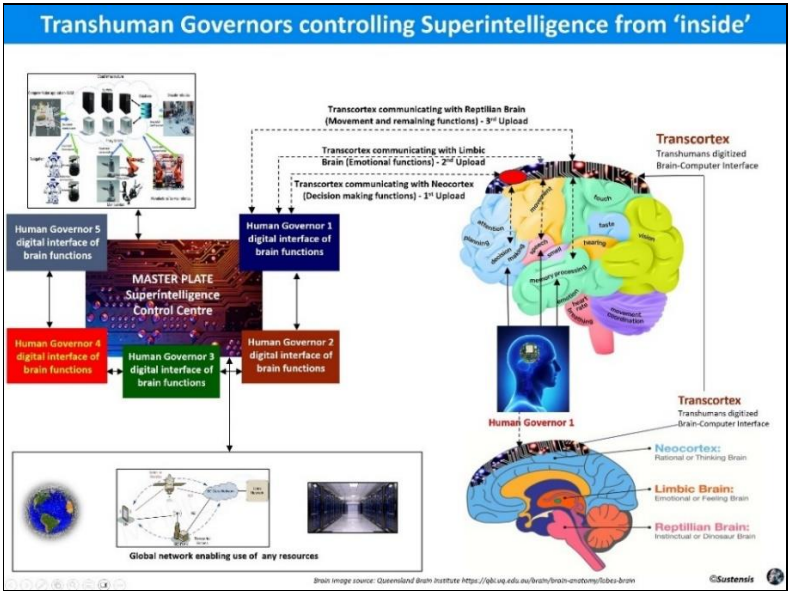 Transhuman Governors controlling Superintelligence from ‘inside’
Transcortex communicating with Reptilian Brain
(Movement and remaining functions) - 3rd Upload
Transcortex communicating with Limbic
Brain (Emotional functions) - 2nd Upload
Transcortex communicating with Neocortex
(Decision making functions) - 1st Upload
Human Governor 5
digital interface of
brain functions
Human Governor 1
digital interface of
brain functions
MASTER PLATE
Superintelligence
Control Centre
Human Governor 4
digital interface of
brain functions
Human Governor 3
digital interface of
brain functions
Human Governor 2
digital interface of
brain functions
Transcortex
Transhumans digitized
Brain-Computer Interface
attention
planning
decision
making
movement
speech
smell
touch
taste
hearing
vision
memory processing
emotion
heart
rate
breathing
movement
coordination
Human Governor 1
Transcortex
Transhumans digitized
Brain-Computer Interface
Neocortex:
Rational or Thinking Brain
Limbic Brain:
Emotional or Feeling Brain
Reptillian Brain:
Instinctual or Dinosaur Brain
Global network enabling use of any resources
Brain image source: Queensland Brain Institute https://qbi.uq.edu.au/brain/brain-anatomy/lobes-brain
©Sustensis